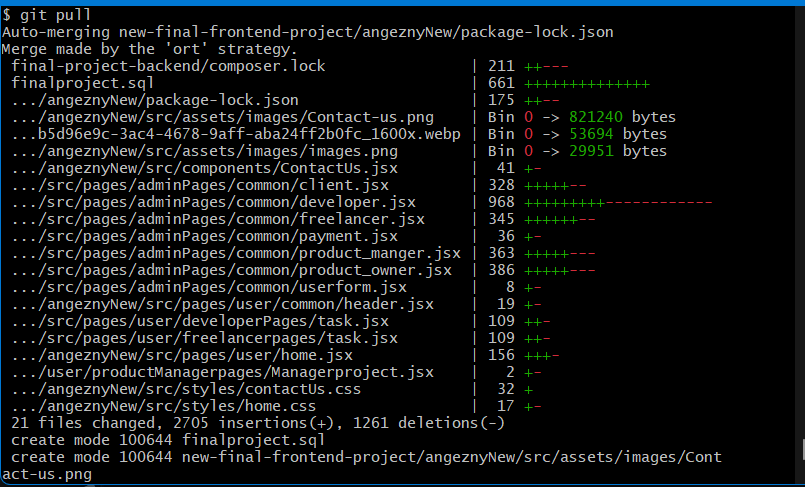 $ git pull
Auto-merging new-final-frontend-project/angeznyNew/package-lock.json
Merge made by the 'ort' strategy.
 final-project-backend/composer.lock                | 211 ++---
 finalproject.sql                                   | 661 ++++++++++++++
 .../angeznyNew/package-lock.json                   | 175 ++--
 .../angeznyNew/src/assets/images/Contact-us.png    | Bin 0 -> 821240 bytes
 ...b5d96e9c-3ac4-4678-9aff-aba24ff2b0fc_1600x.webp | Bin 0 -> 53694 bytes
 .../angeznyNew/src/assets/images/images.png        | Bin 0 -> 29951 bytes
 .../angeznyNew/src/components/ContactUs.jsx        |  41 +-
 .../src/pages/adminPages/common/client.jsx         | 328 +++++--
 .../src/pages/adminPages/common/developer.jsx      | 968 +++++++++------------
 .../src/pages/adminPages/common/freelancer.jsx     | 345 ++++++--
 .../src/pages/adminPages/common/payment.jsx        |  36 +-
 .../src/pages/adminPages/common/product_manger.jsx | 363 +++++---
 .../src/pages/adminPages/common/product_owner.jsx  | 386 +++++---
 .../src/pages/adminPages/common/userform.jsx       |   8 +-
 .../angeznyNew/src/pages/user/common/header.jsx    |  19 +-
 .../src/pages/user/developerPages/task.jsx         | 109 ++-
 .../src/pages/user/freelancerpages/task.jsx        | 109 ++-
 .../angeznyNew/src/pages/user/home.jsx             | 156 +++-
 .../user/productManagerpages/Managerproject.jsx    |   2 +-
 .../angeznyNew/src/styles/contactUs.css            |  32 +
 .../angeznyNew/src/styles/home.css                 |  17 +-
 21 files changed, 2705 insertions(+), 1261 deletions(-)
 create mode 100644 finalproject.sql
 create mode 100644 new-final-frontend-project/angeznyNew/src/assets/images/Cont
act-us.png